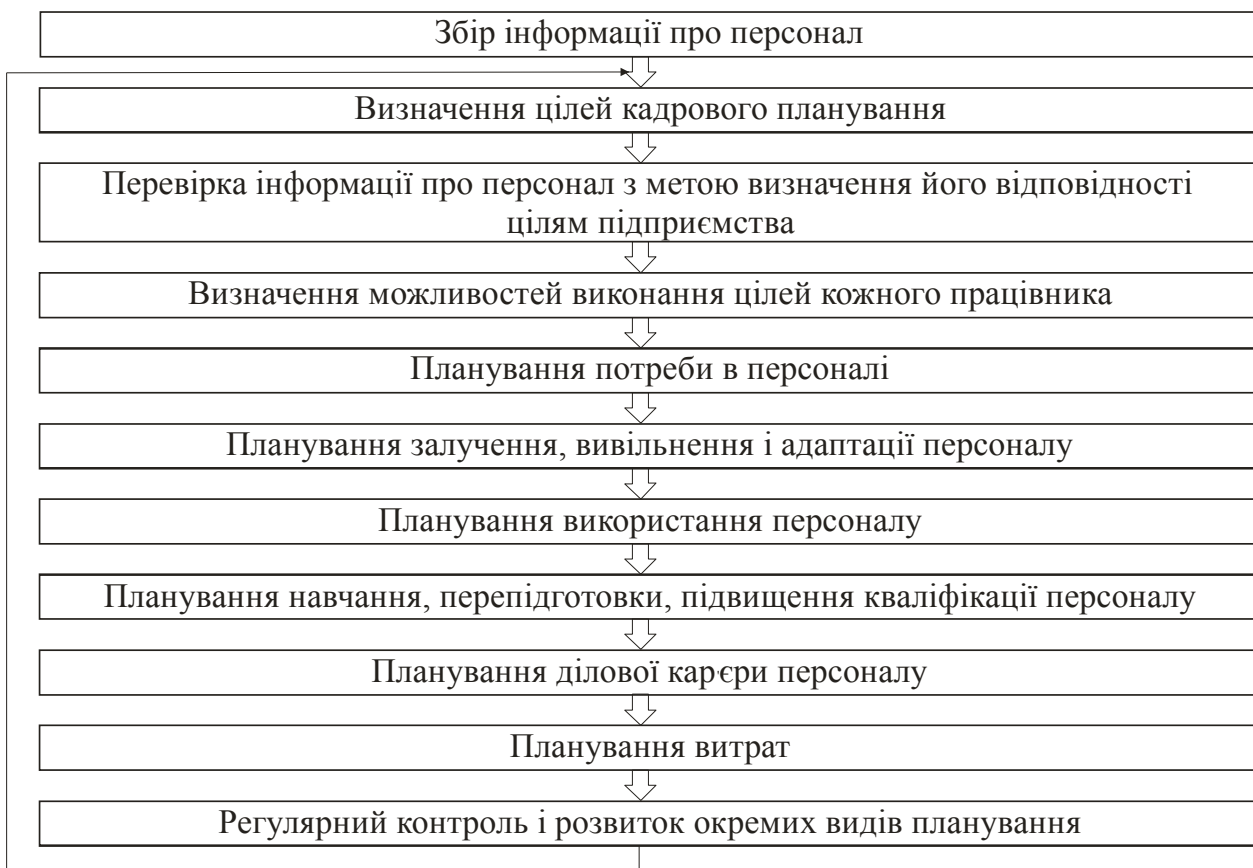 Збір інформації про персонал
Визначення цілей кадрового планування
Перевірка інформації про персонал з метою визначення його відповідності
цілям підприємства
Визначення можливостей виконання цілей кожного працівника
Планування потреби в персоналі
Планування залучення, вивільнення і адаптації персоналу
Планування використання персоналу
Планування навчання, перепідготовки, підвищення кваліфікації персоналу
Планування ділової кар'єри персоналу
Планування витрат
Регулярний контроль і розвиток окремих видів планування